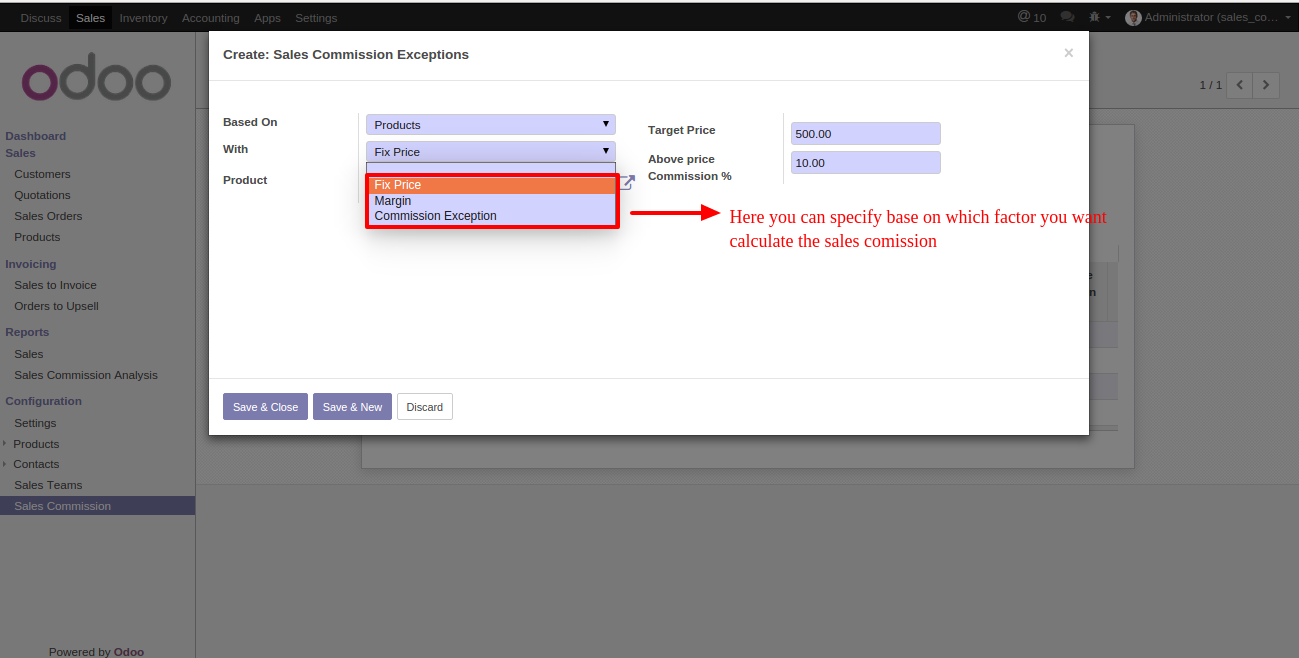 Discuss Sales Inventory Accounting Apps Settings @ 10 Administrator (sales_co...
odoo
Create: Sales Commission Exceptions ×
1 / 1
Based On Products
With Fix Price
Product
Fix Price
Margin
Commission Exception
Target Price 500.00
Above price
Commission % 10.00
Here you can specify base on which factor you want
calculate the sales comission
e
n
Save & Close Save & New Discard
Dashboard
Sales
Customers
Quotations
Sales Orders
Products
Invoicing
Sales to Invoice
Orders to Upsell
Reports
Sales
Sales Commission Analysis
Configuration
Settings
Products
Contacts
Sales Teams
Sales Commission
Powered by Odoo